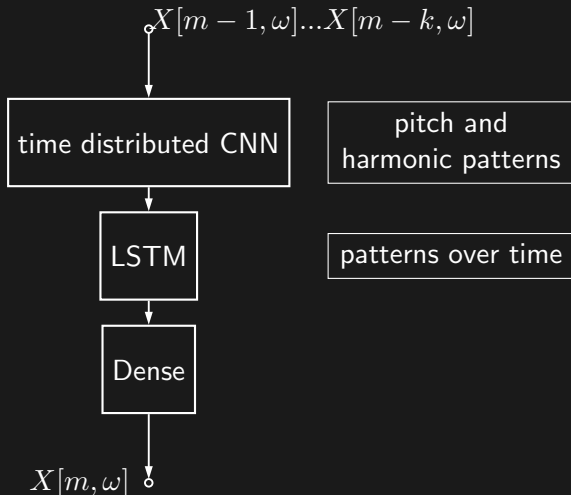 X[m − 1, ω]...X[m − k, ω]
time distributed CNN
pitch and
harmonic patterns
LSTM
patterns over time
Dense
X[m, ω]